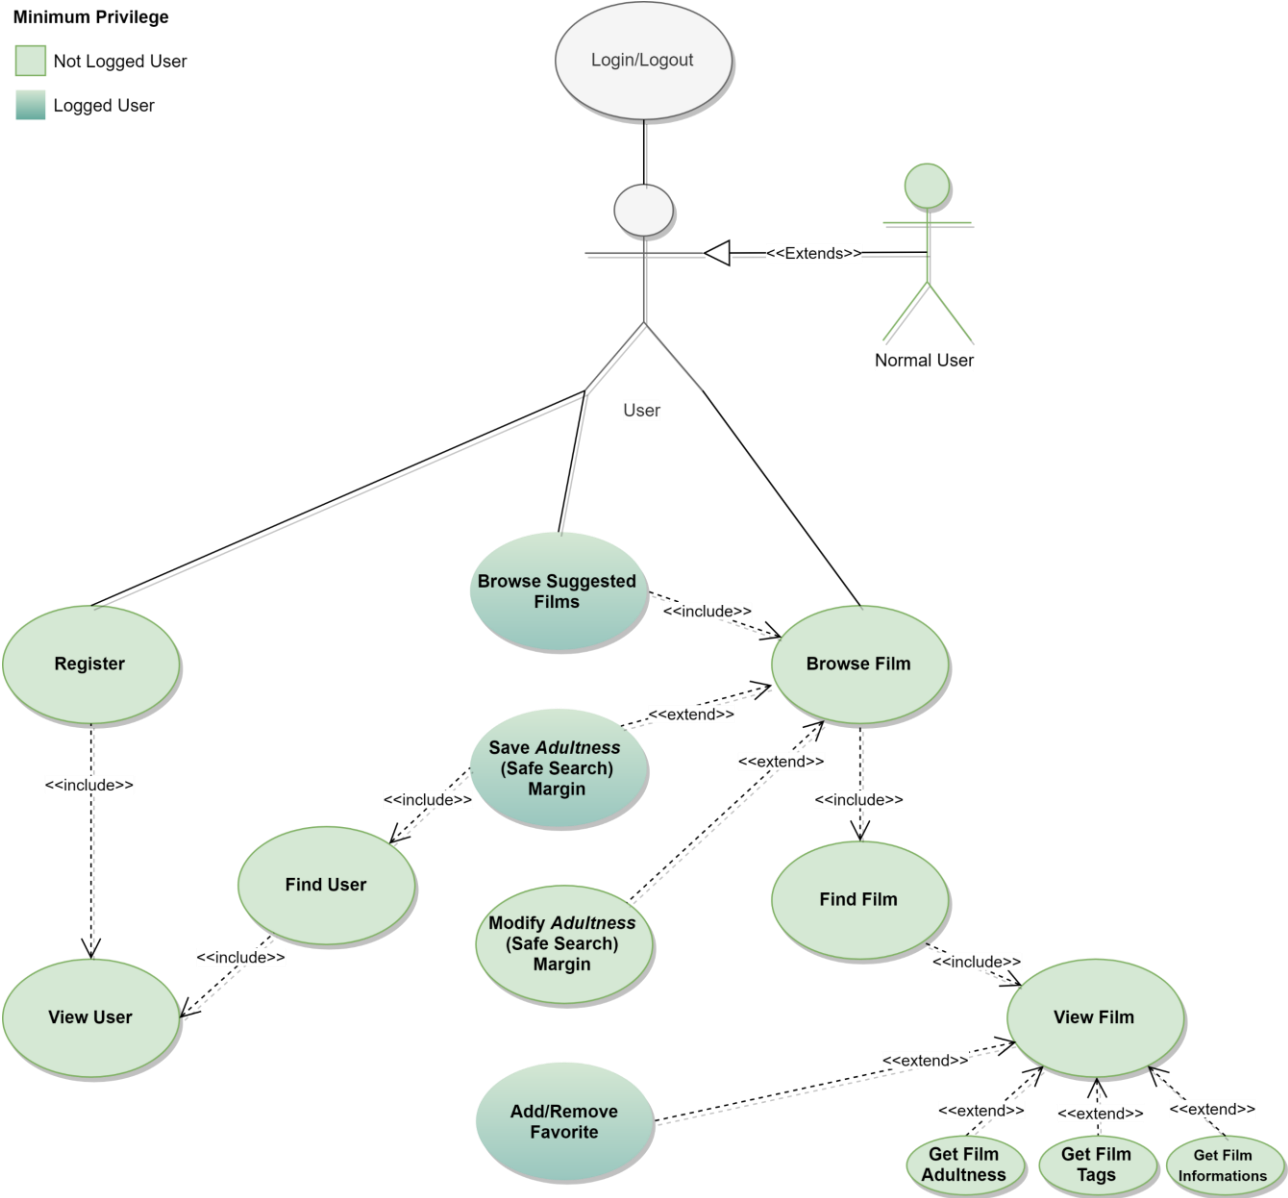 Minimum Privilege
Not Logged User
Logged User
Login/Logout
<<Extends>>
Normal User
User
Browse Suggested
Films
<<include>>
Register
Browse Film
<<extend>>
Save Adultness
(Safe Search)
Margin
<<extend>>
<<include>>
<<include>>
<<include>>
Find User
Find Film
Modify Adultness
(Safe Search)
Margin
<<include>>
<<include>>
View User
View Film
<<extend>>
Add/Remove
Favorite
<<extend>>
<<extend>>
<<extend>>
Get Film
Adultness
Get Film
Tags
Get Film
Informations